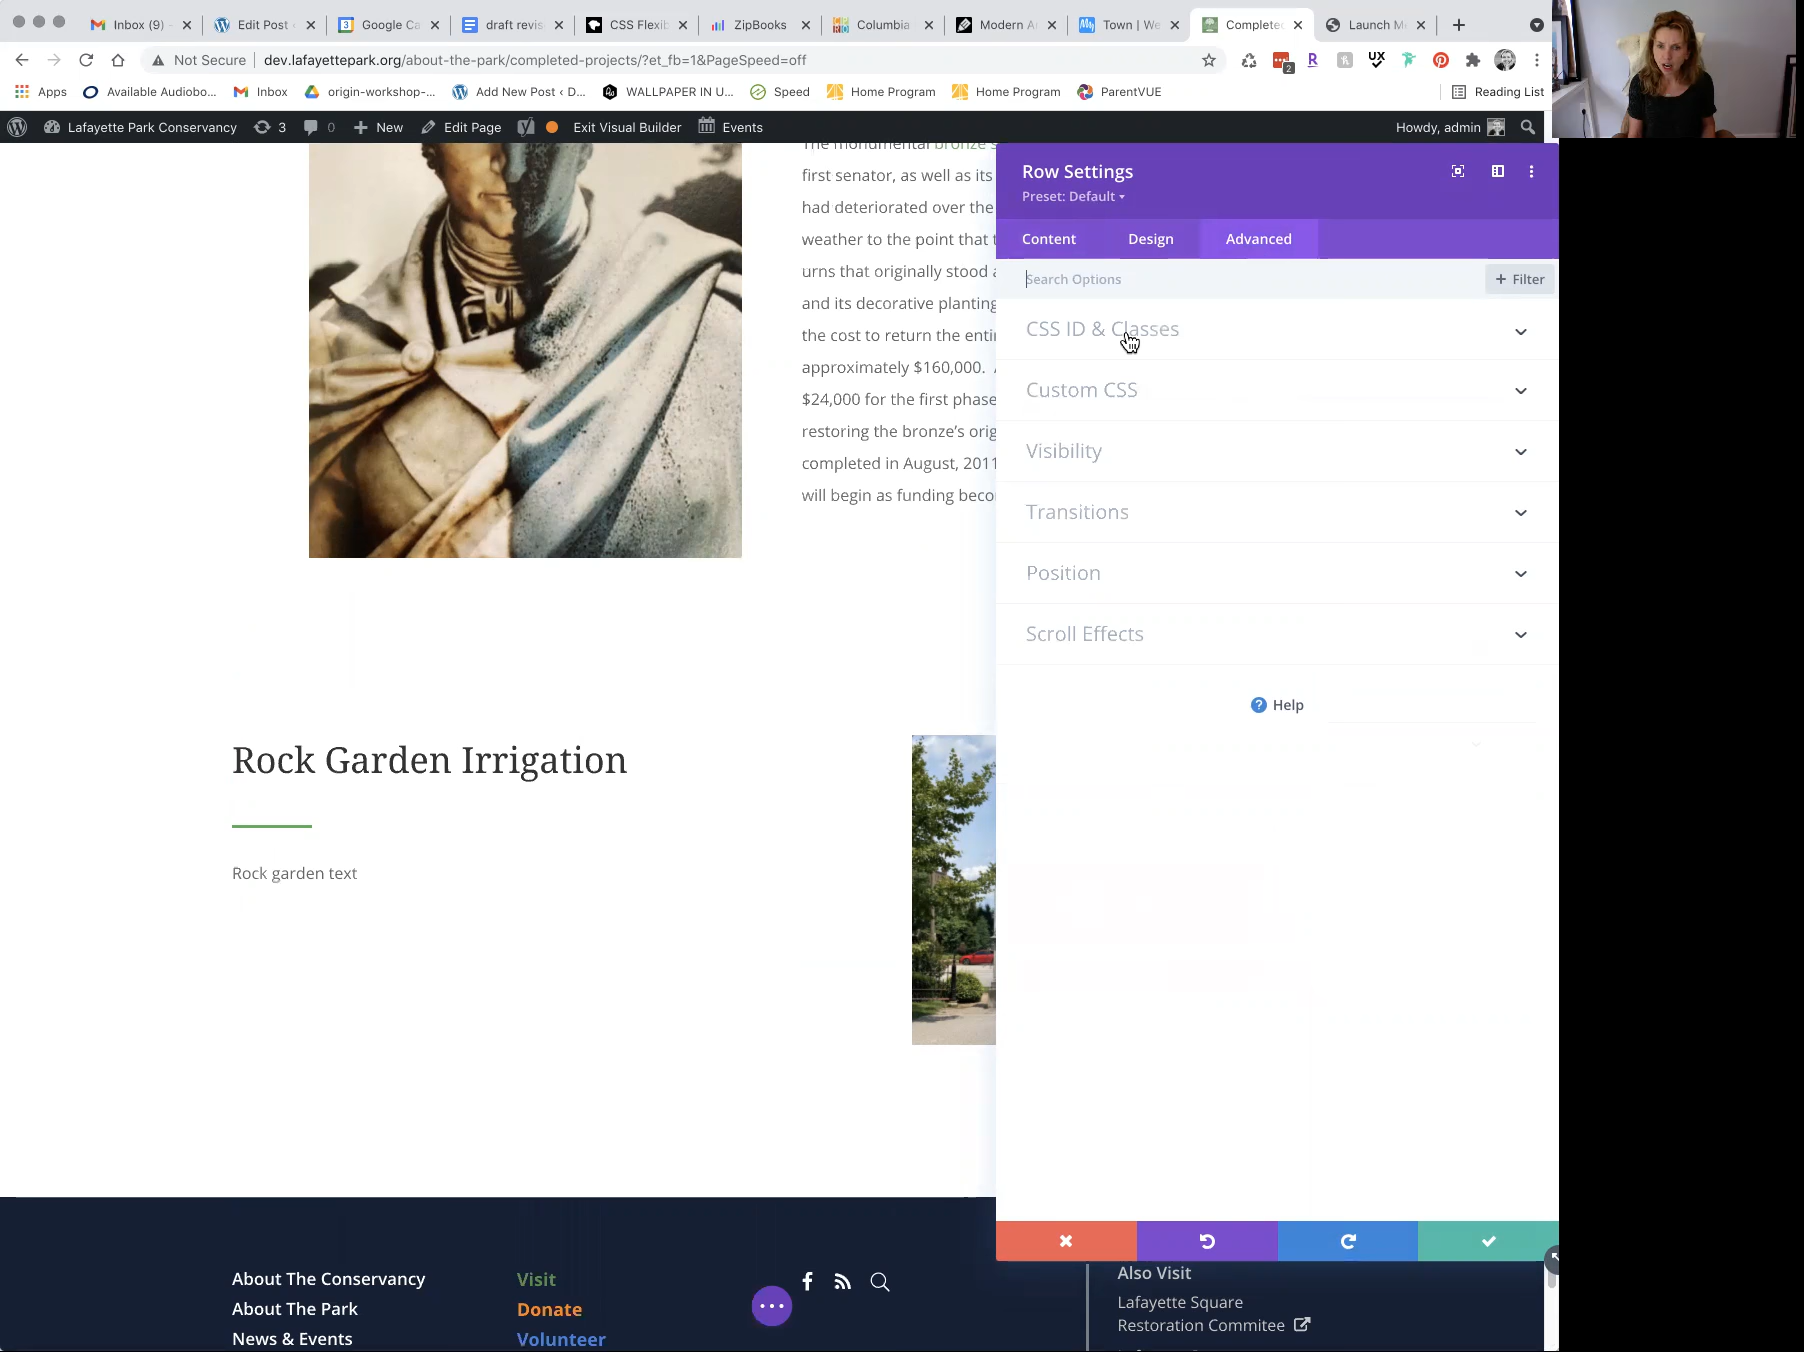 Inbox (9)
Edit Post
Google Ca
draft revis
CSS Flexib
ZipBooks
Columbia
Modern Ar
Town | We
Completed
Launch Me
Not Secure
dev.lafayettepark.org/about-the-park/completed-projects/?et_fb=1&PageSpeed=off
Apps
Available Audiobo...
Inbox
origin-workshop-...
Add New Post ‹ D...
WALLPAPER IN U...
Speed
Home Program
Home Program
ParentVUE
Reading List
Lafayette Park Conservancy
3
0
New
Edit Page
Exit Visual Builder
Events
Howdy, admin
The monumental bronze s
first senator, as well as its
had deteriorated over the
weather to the point that t
urns that originally stood a
and its decorative planting
the cost to return the enti
approximately $160,000. A
$24,000 for the first phase
restoring the bronze's orig
completed in August, 2011
will begin as funding beco
Row Settings
Preset: Default
Content
Design
Advanced
Search Options
+ Filter
CSS ID & Classes
Custom CSS
Visibility
Transitions
Position
Scroll Effects
Help
Rock Garden Irrigation
Rock garden text
About The Conservancy
About The Park
News & Events
Visit
Donate
Volunteer
Also Visit
Lafayette Square
Restoration Commitee